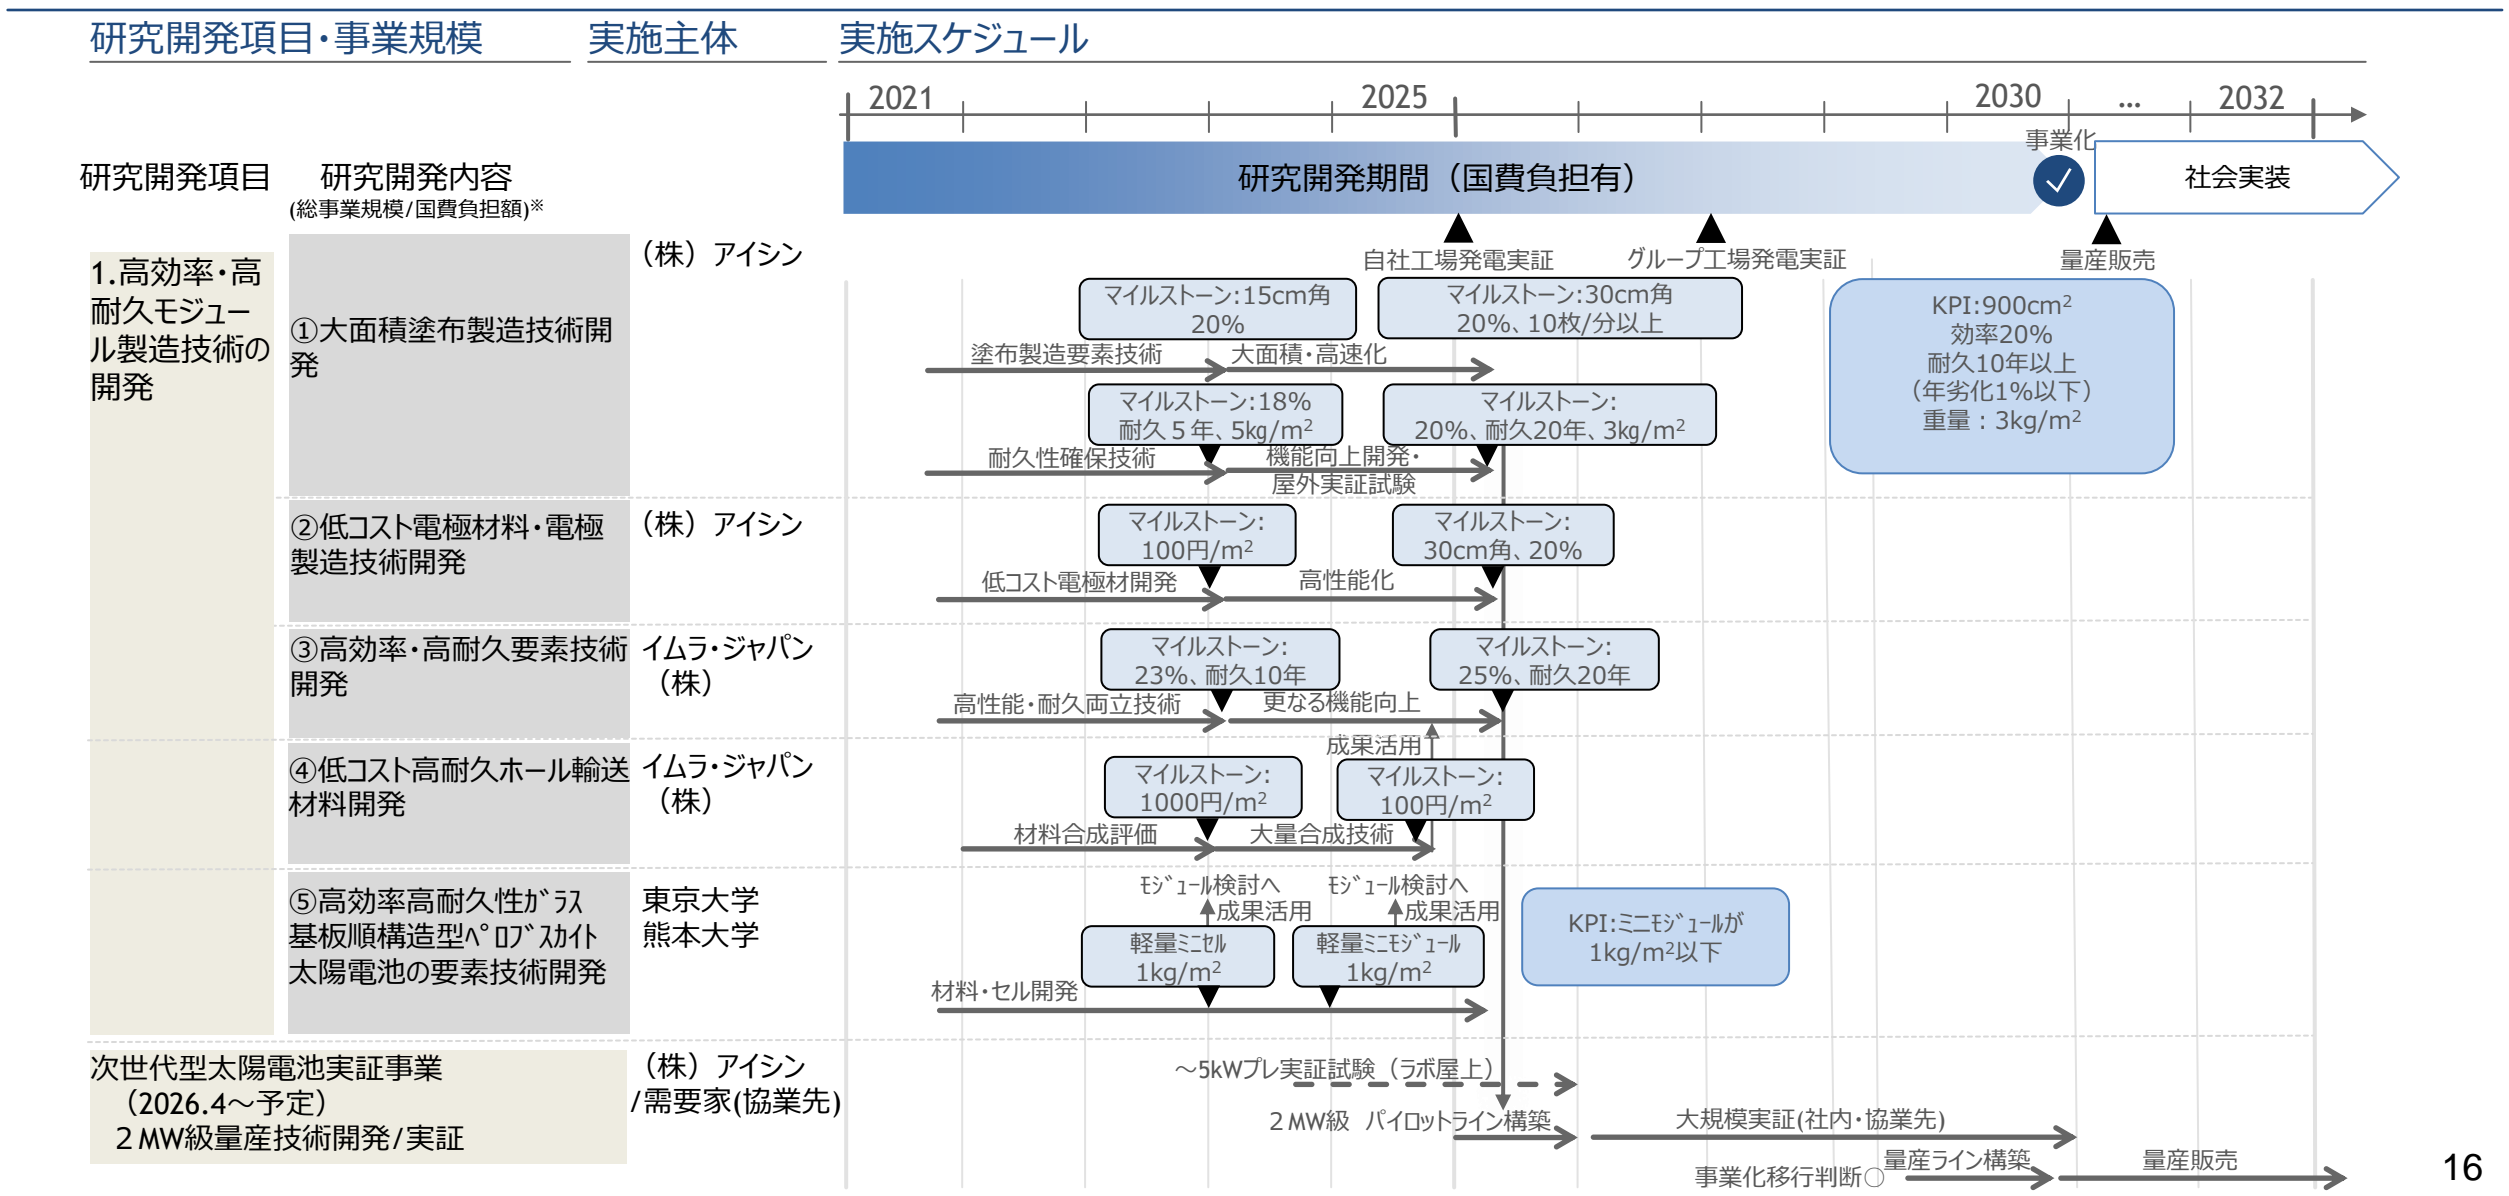 研究開発項目・事業規模
実施主体
実施スケジュール
2021
2025
2030
...
2032
事業化
研究開発項目
研究開発内容
(総事業規模/国費負担額)※
研究開発期間（国費負担有）
社会実装
自社工場発電実証
グループ工場発電実証
量産販売
1.高効率・高
耐久モジュー
ル製造技術の
開発
①大面積塗布製造技術開
発
（株）アイシン
マイルストーン:15cm角
20%
マイルストーン:30cm角
20%、10枚/分以上
KPI:900cm2
効率20%
耐久10年以上
（年劣化1%以下）
重量：3kg/m2
塗布製造要素技術
大面積・高速化
マイルストーン:18%
耐久５年、5kg/m2
マイルストーン:
20%、耐久20年、3kg/m2
耐久性確保技術
機能向上開発・
屋外実証試験
②低コスト電極材料・電極
製造技術開発
（株）アイシン
マイルストーン:
100円/m2
マイルストーン:
30cm角、20%
低コスト電極材開発
高性能化
③高効率・高耐久要素技術
開発
イムラ・ジャパン
（株）
マイルストーン:
23%、耐久10年
マイルストーン:
25%、耐久20年
高性能・耐久両立技術
更なる機能向上
成果活用
④低コスト高耐久ホール輸送
材料開発
イムラ・ジャパン
（株）
マイルストーン:
1000円/m2
マイルストーン:
100円/m2
材料合成評価
大量合成技術
⑤高効率高耐久性ｶﾞﾗｽ
基板順構造型ﾍﾟﾛﾌﾞｽｶｲﾄ
太陽電池の要素技術開発
東京大学
熊本大学
ﾓｼﾞｭｰﾙ検討へ
成果活用
ﾓｼﾞｭｰﾙ検討へ
成果活用
軽量ﾐﾆｾﾙ
1kg/m2
軽量ﾐﾆﾓｼﾞｭｰﾙ
1kg/m2
KPI:ﾐﾆﾓｼﾞｭｰﾙが
1kg/m2以下
材料・セル開発
次世代型太陽電池実証事業
（2026.4～予定）
２MW級量産技術開発/実証
（株）アイシン
/需要家(協業先)
～5kWプレ実証試験（ラボ屋上）
２MW級 パイロットライン構築
大規模実証(社内・協業先)
事業化移行判断○
量産ライン構築
量産販売
16